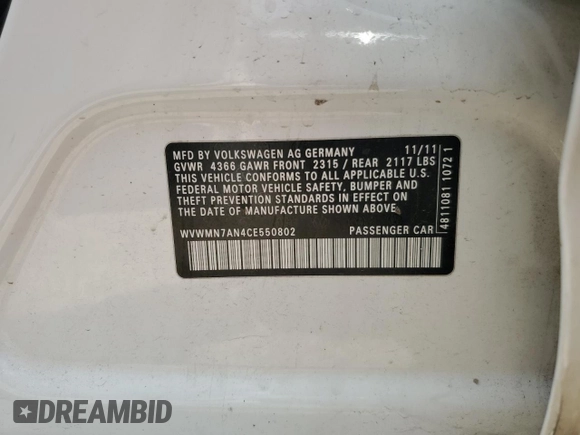 MFD BY VOLKSWAGEN AG GERMANY 11/11
GVWR 4366 GAWR FRONT 2315 / REAR 2117 LBS
THIS VEHICLE CONFORMS TO ALL APPLICABLE U.S.
FEDERAL MOTOR VEHICLE SAFETY, BUMPER AND
THEFT PREVENTION STANDARDS IN EFFECT ON
THE DATE OF MANUFACTURE SHOWN ABOVE.
WVWMN7AN4CE550802 PASSENGER CAR
4811081 1072 1
DREAMBID